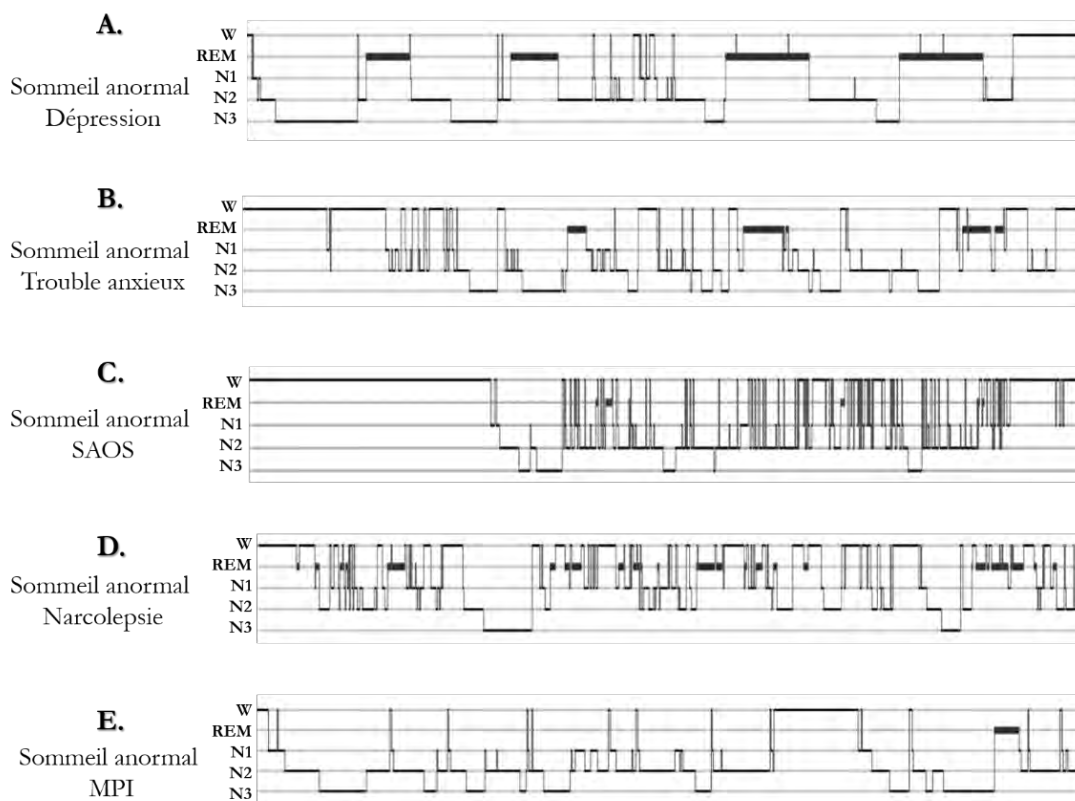 A.
Sommeil anormal
Dépression
W
REM
N1
N2
N3
B.
Sommeil anormal
Trouble anxieux
W
REM
N1
N2
N3
C.
Sommeil anormal
SAOS
W
REM
N1
N2
N3
D.
Sommeil anormal
Narcolepsie
W
REM
N1
N2
N3
E.
Sommeil anormal
MPI
W
REM
N1
N2
N3